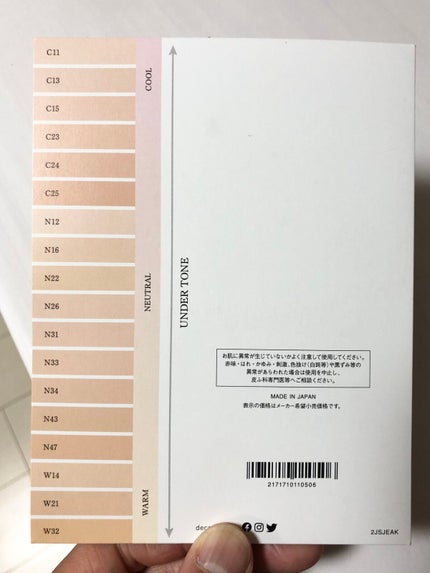 C11
C13
C15
C23
C24
C25
N12
N16
N22
N26
N31
N33
N34
N43
N47
W14
W21
W32
COOL
NEUTRAL
WARM
UNDER TONE
お肌に異常が生じていないかよく注意して使用してください。
赤味・はれ・かゆみ・刺激、色抜け(白斑等)や黒ずみ等の
異常があらわれた場合は使用を中止し、
皮ふ科専門医等へご相談ください。
MADE IN JAPAN
表示の価格はメーカー希望小売価格です。
2171710110506
2JSJEAK